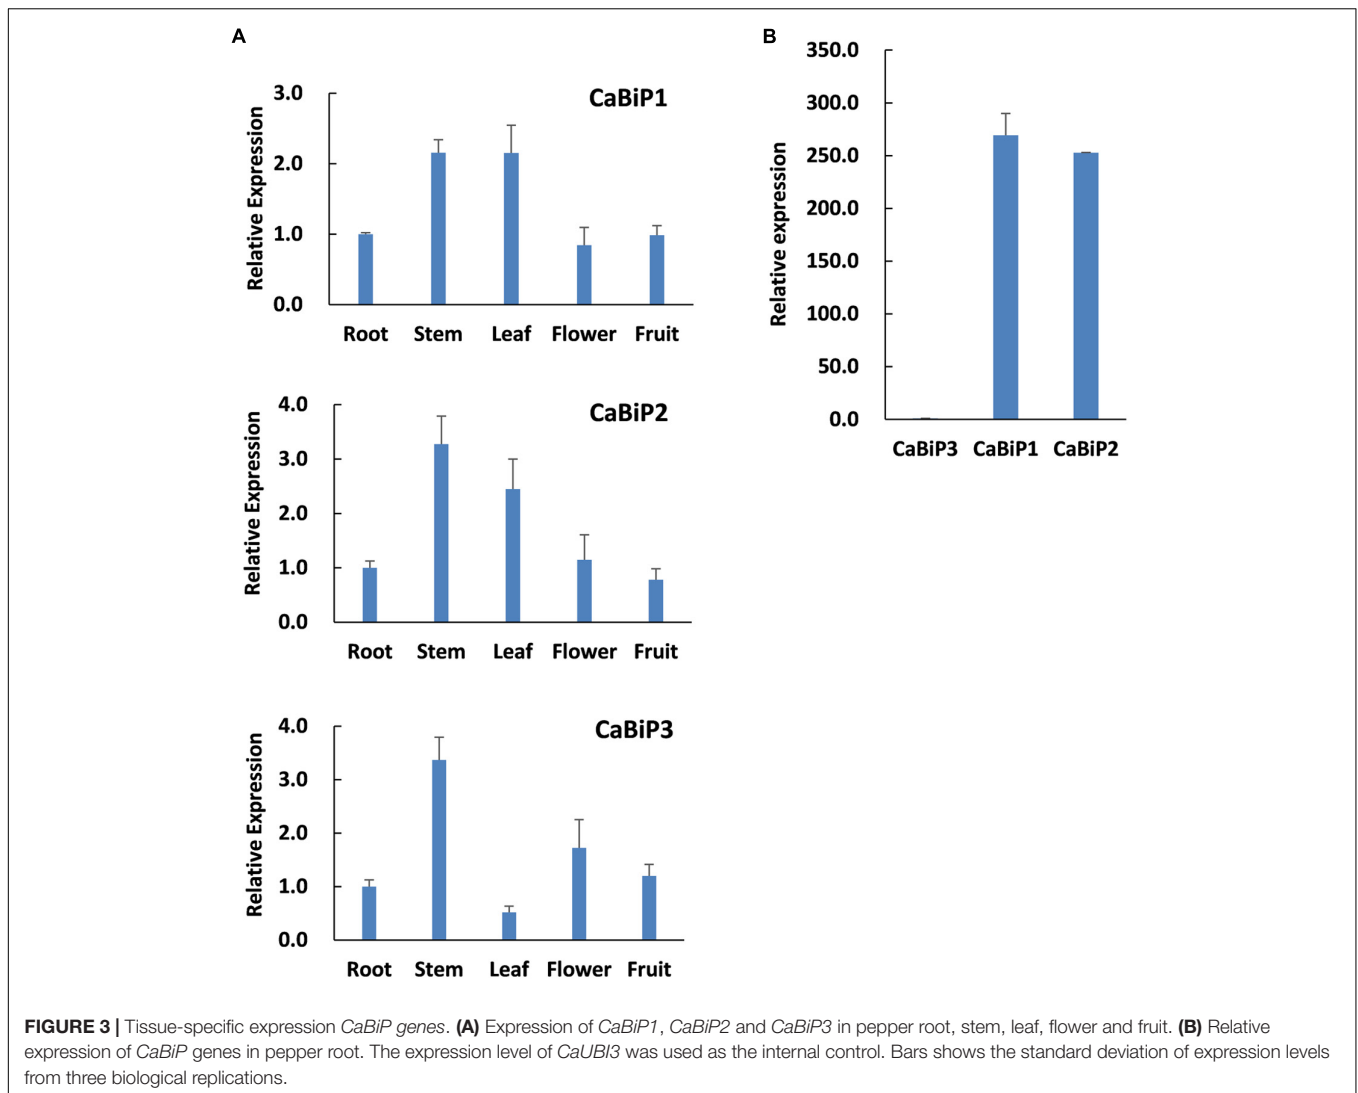 A
CaBiP1
Relative Expression
3.0
2.0
1.0
0.0
Root Stem Leaf Flower Fruit
CaBiP2
Relative Expression
4.0
3.0
2.0
1.0
0.0
Root Stem Leaf Flower Fruit
CaBiP3
Relative Expression
4.0
3.0
2.0
1.0
0.0
Root Stem Leaf Flower Fruit
B
Relative expression
350.0
300.0
250.0
200.0
150.0
100.0
50.0
0.0
CaBiP3 CaBiP1 CaBiP2
FIGURE 3 | Tissue-specific expression CaBiP genes. (A) Expression of CaBiP1, CaBiP2 and CaBiP3 in pepper root, stem, leaf, flower and fruit. (B) Relative
expression of CaBiP genes in pepper root. The expression level of CaUBI3 was used as the internal control. Bars shows the standard deviation of expression levels
from three biological replications.